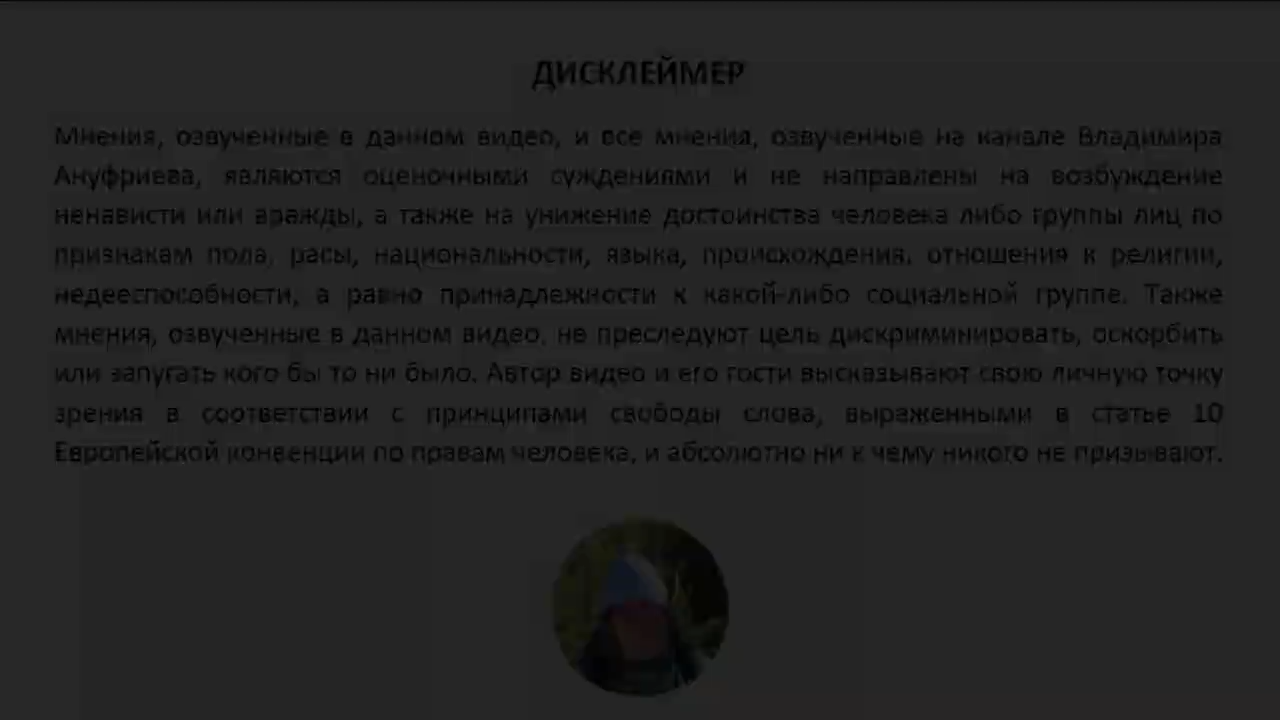 ДИСКЛЕЙМЕР
Мнения, озвученные в данном видео, и все мнения, озвученные на канале Владимира
Ануфриева, являются оценочными суждениями и не направлены на возбуждение
ненависти или вражды, а также на унижение достоинства человека либо группы лиц по
признакам пола, расы, национальности, языка, происхождения, отношения к религии,
недееспособности, а равно принадлежности к какой-либо социальной группе. Также
мнения, озвученные в данном видео, не преследуют цель дискриминировать, оскорбить
или запугать кого бы то ни было. Автор видео и его гости высказывают свою личную точку
зрения в соответствии с принципами свободы слова, выраженными в статье 10
Европейской конвенции по правам человека, и абсолютно ни к чему никого не призывают.